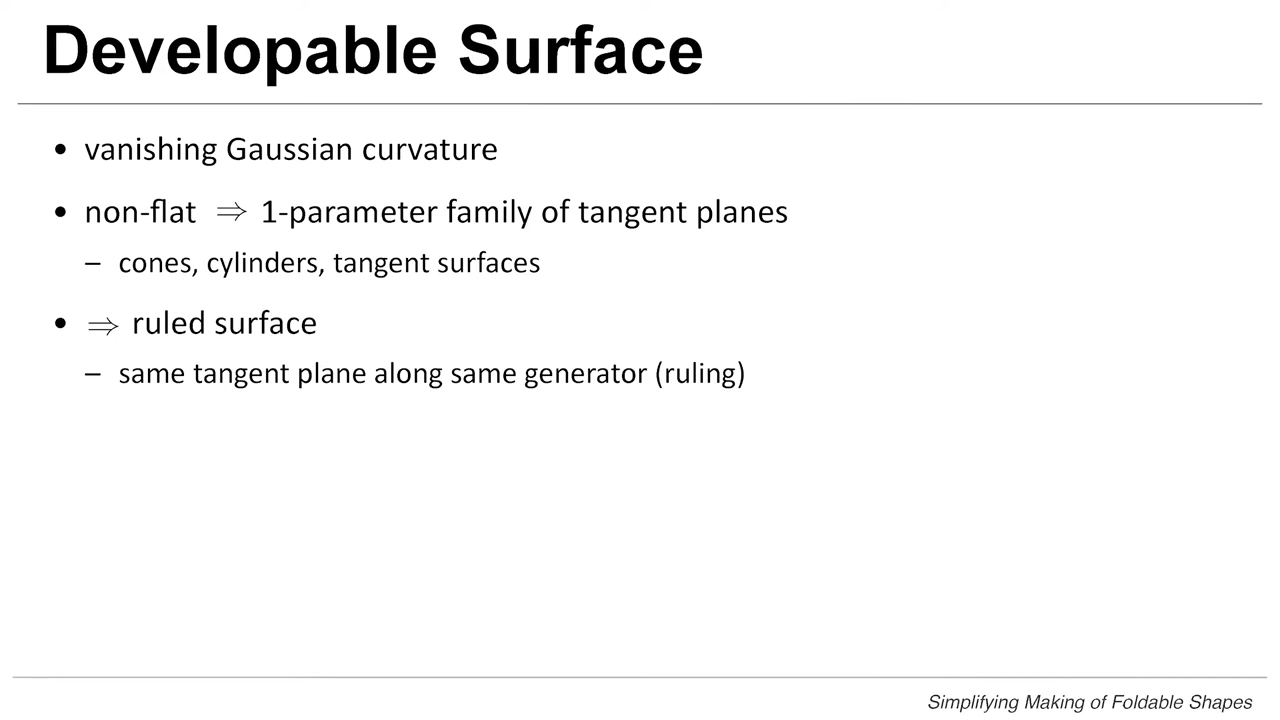 Developable Surface
• vanishing Gaussian curvature
• non-flat ⇒ 1-parameter family of tangent planes
– cones, cylinders, tangent surfaces
• ⇒ ruled surface
– same tangent plane along same generator (ruling)
Simplifying Making of Foldable Shapes